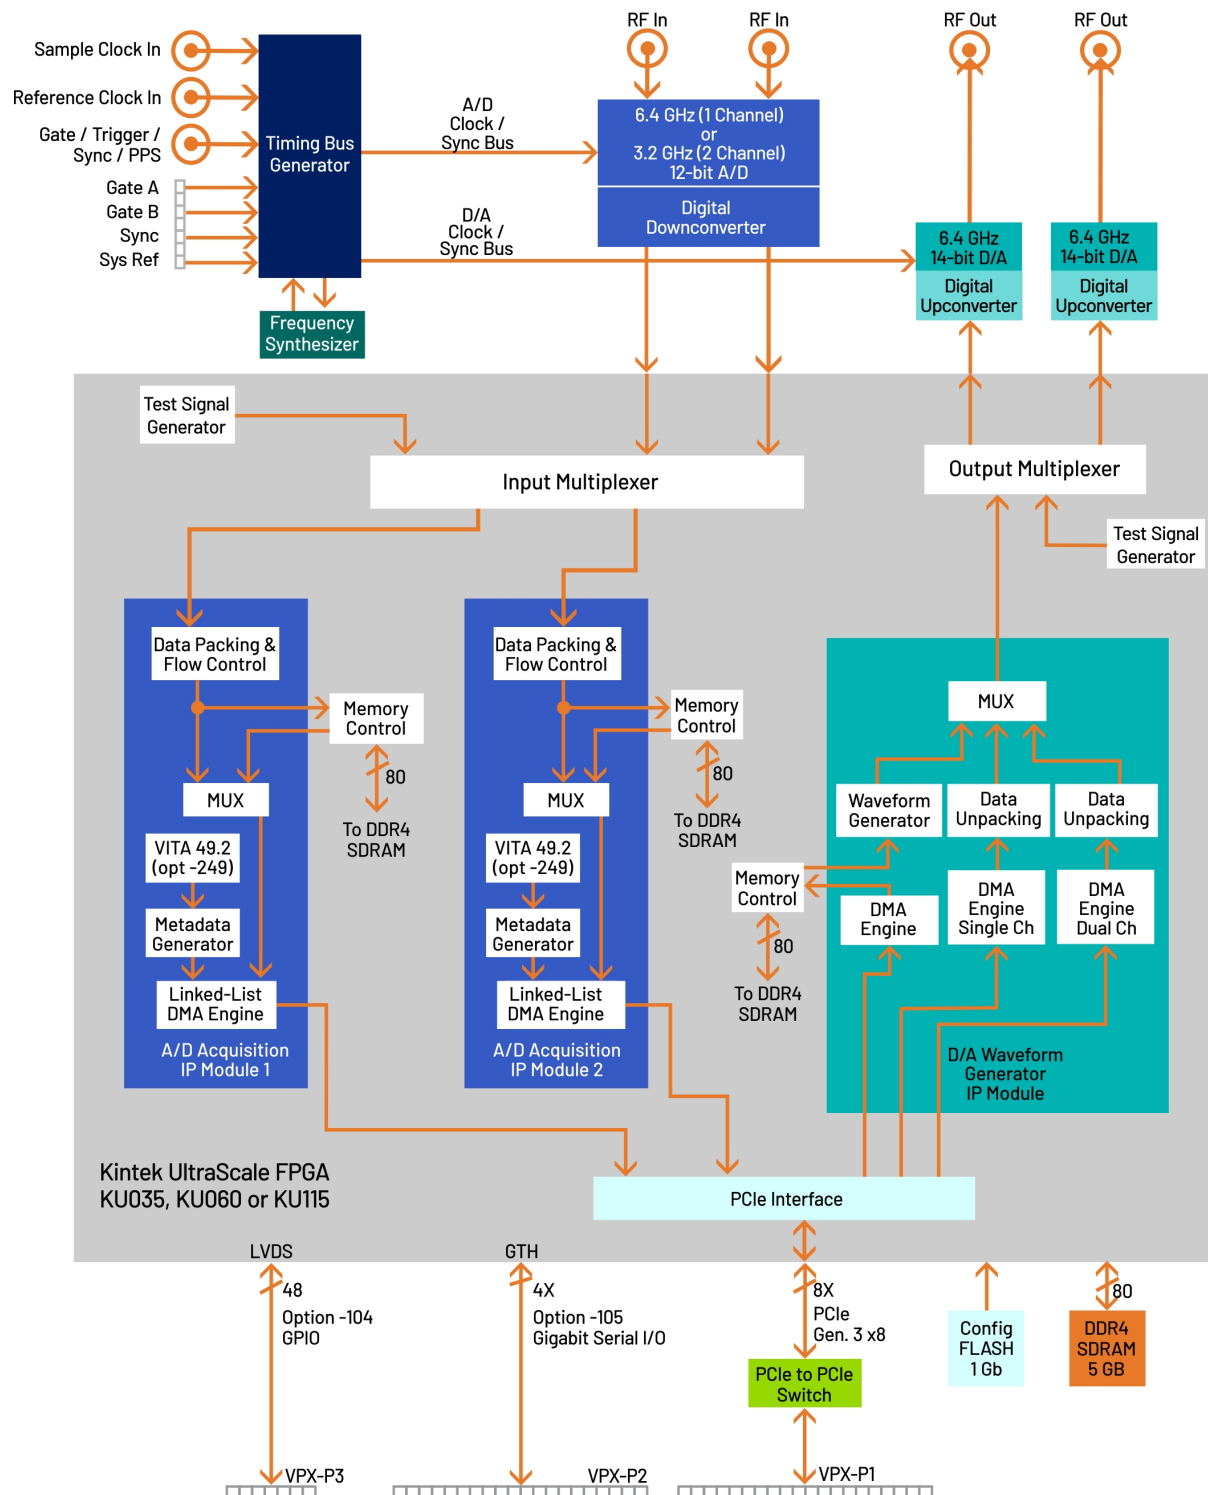 RF In
RF In
RF Out
RF Out
Sample Clock In
Reference Clock In
Gate / Trigger /
Sync / PPS
Gate A
Gate B
Sync
Sys Ref
Timing Bus
Generator
Frequency
Synthesizer
A/D
Clock /
Sync Bus
D/A
Clock /
Sync Bus
6.4 GHz (1 Channel)
or
3.2 GHz (2 Channel)
12-bit A/D
Digital
Downconverter
6.4 GHz
14-bit D/A
Digital
Upconverter
6.4 GHz
14-bit D/A
Digital
Upconverter
Test Signal
Generator
Input Multiplexer
Output Multiplexer
Test Signal
Generator
Data Packing &
Flow Control
Memory
Control
80
To DDR4
SDRAM
MUX
VITA 49.2
(opt -249)
Metadata
Generator
Linked-List
DMA Engine
A/D Acquisition
IP Module 1
Data Packing &
Flow Control
Memory
Control
80
To DDR4
SDRAM
MUX
VITA 49.2
(opt -249)
Metadata
Generator
Linked-List
DMA Engine
A/D Acquisition
IP Module 2
MUX
Waveform
Generator
Data
Unpacking
Data
Unpacking
Memory
Control
80
To DDR4
SDRAM
DMA
Engine
DMA
Engine
Single Ch
DMA
Engine
Dual Ch
D/A Waveform
Generator
IP Module
Kintek UltraScale FPGA
KU035, KU060 or KU115
PCIe Interface
LVDS
48
Option -104
GPIO
GTH
4X
Option -105
Gigabit Serial I/O
8X
PCIe
Gen. 3 x8
PCIe to PCIe
Switch
Config
FLASH
1 Gb
80
DDR4
SDRAM
5 GB
VPX-P3
VPX-P2
VPX-P1